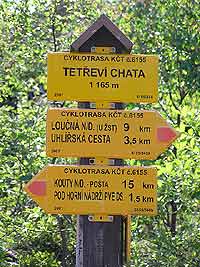 CYKLOTRASA KČT č.6155
TETŘEVÍ CHATA
1 165 m
CYKLOTRASA KČT č.6155
LOUČNÁ N.D. (U ŽST) 9 km
UHLÍŘSKÁ CESTA 3,5 km
CYKLOTRASA KČT č.6155
KOUTY N.D. - POŠTA 15 km
POD HORNÍ NÁDRŽÍ PVE DS. 1,5 km